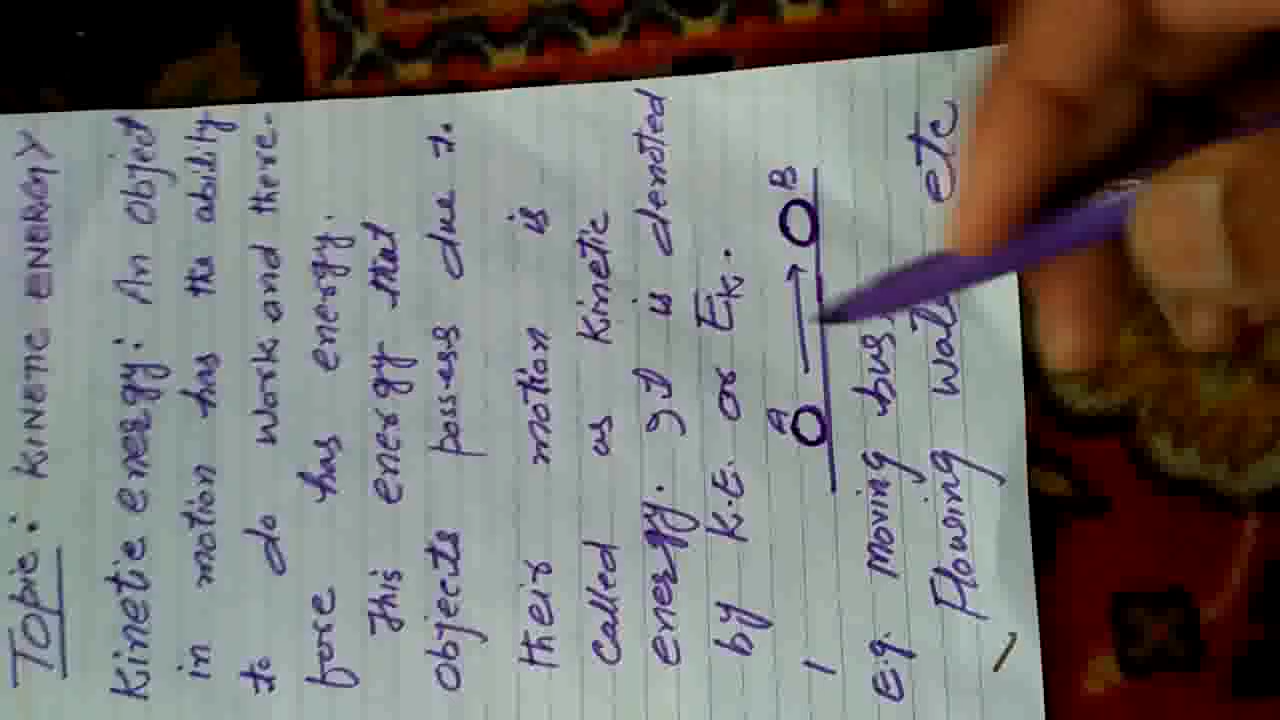 Topic: KINETIC ENERGY
Kinetic energy: An object
in motion has the ability
to do work and there-
fore has energy.
This energy that
objects possess due to
their motion is
called as kinetic
energy. It is denoted
by K.E. or Ek.
A B
1
E.g. Moving bus,
Flowing etc